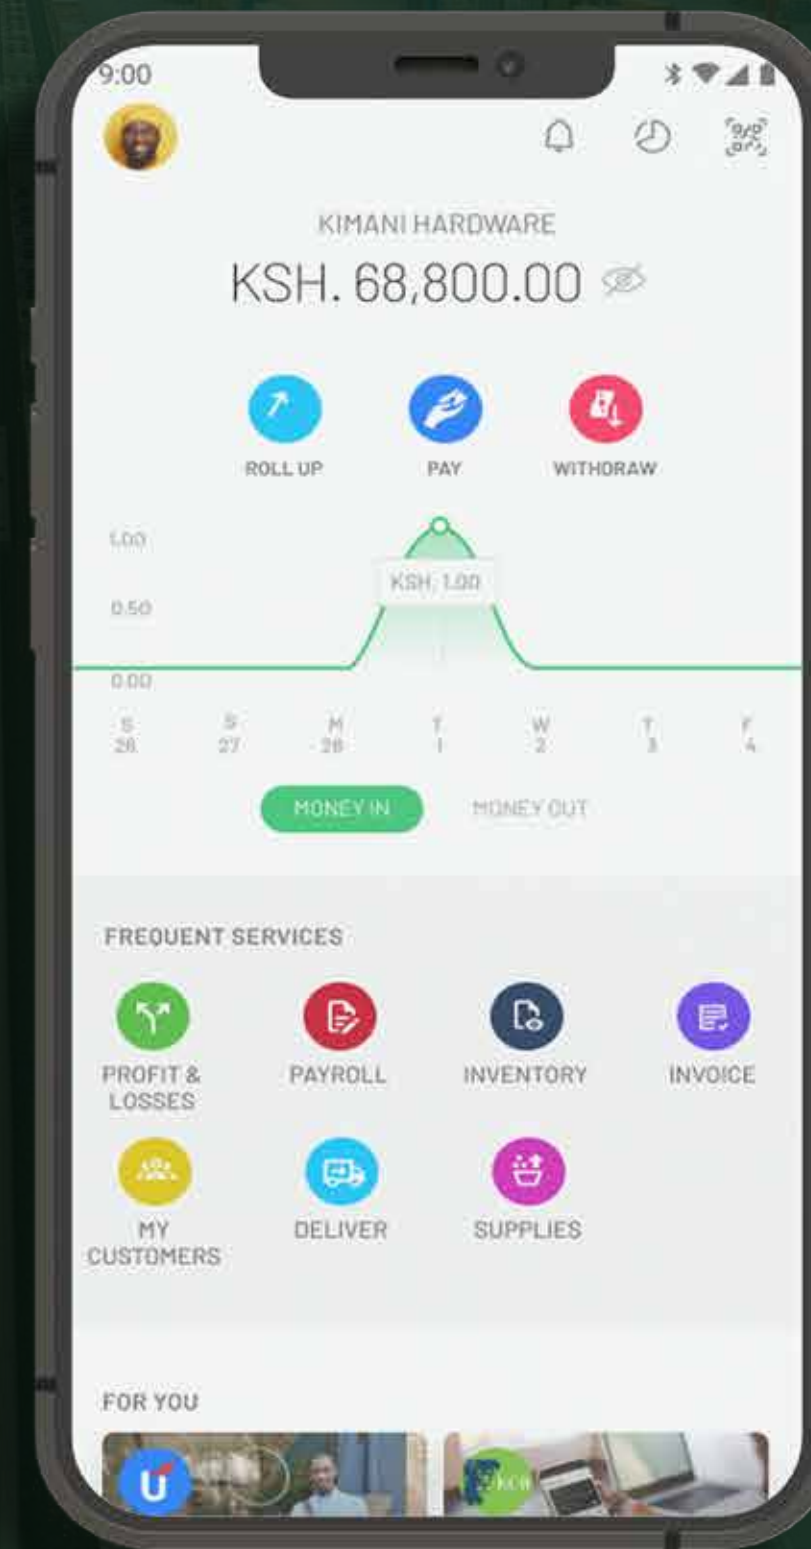 9:00
KIMANI HARDWARE
KSH. 68,800.00
ROLL UP PAY WITHDRAW
1.00
KSH. 1.00
0.50
0.00
S S M T W T F
26 27 28 1 2 3 4
MONEY IN MONEY OUT
FREQUENT SERVICES
PROFIT & LOSSES PAYROLL INVENTORY INVOICE
MY CUSTOMERS DELIVER SUPPLIES
FOR YOU
U KCB